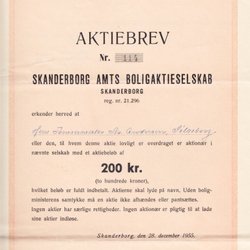 AKTIEBREV
Nr. 114
SKANDERBORG AMTS BOLIGAKTIESELSKAB
SKANDERBORG
reg. nr. 21.296
erkender herved at
Silkeborg
eller den, til hvem denne aktie lovligt er overdraget er aktionær i
nævnte selskab med et aktiebeløb af
200 kr.
(to hundrede kroner),
hvilket beløb er fuldt indbetalt. Aktierne skal lyde på navn. Uden bolig-
ministerens samtykke må en aktie ikke afhændes eller pantsættes.
Ingen aktier har særlige rettigheder. Ingen aktionær er pligtig til at lade
sine aktier indløse.
Skanderborg, den 28. december 1955.